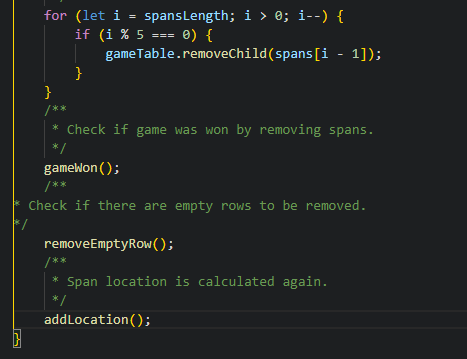 for (let i = spansLength; i > 0; i--) {
if (i % 5 === 0) {
gameTable.removeChild(spans[i - 1]);
}
}
/**
* Check if game was won by removing spans.
*/
gameWon();
/**
* Check if there are empty rows to be removed.
*/
removeEmptyRow();
/**
* Span location is calculated again.
*/
addLocation();
}